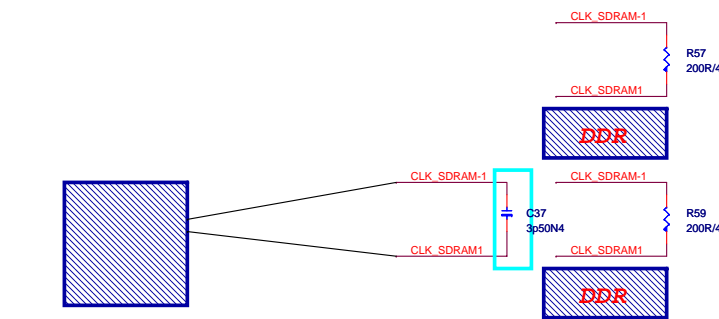 CLK_SDRAM-1
R57
200R/4
CLK_SDRAM1
DDR
CLK_SDRAM-1
CLK_SDRAM-1
C37
3p50N4
R59
200R/4
CLK_SDRAM1
CLK_SDRAM1
DDR